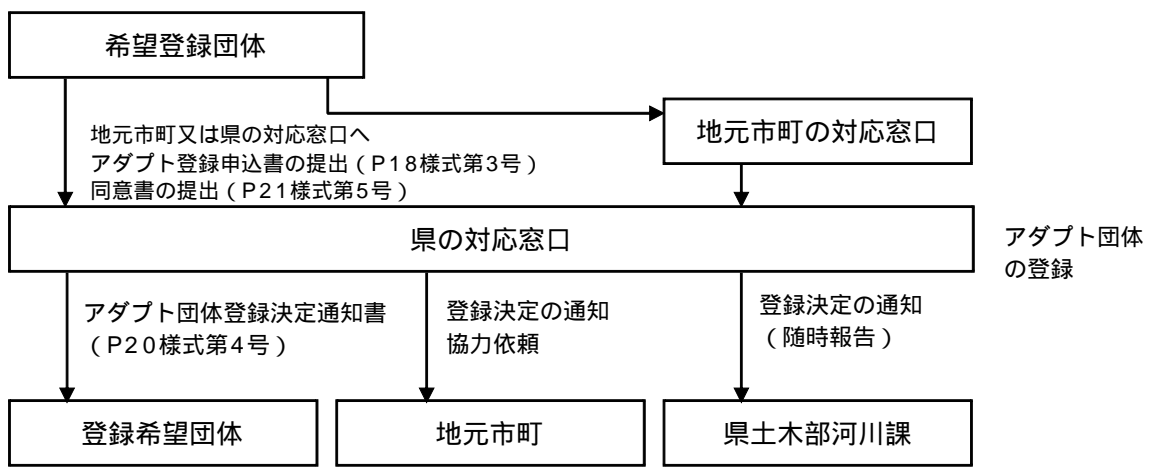 希望登録団体
地元市町の対応窓口
地元市町又は県の対応窓口へ
アダプト登録申込書の提出（P18様式第3号）
同意書の提出（P21様式第5号）
県の対応窓口
アダプト団体
の登録
アダプト団体登録決定通知書
（P20様式第4号）
登録決定の通知
協力依頼
登録決定の通知
（随時報告）
登録希望団体
地元市町
県土木部河川課